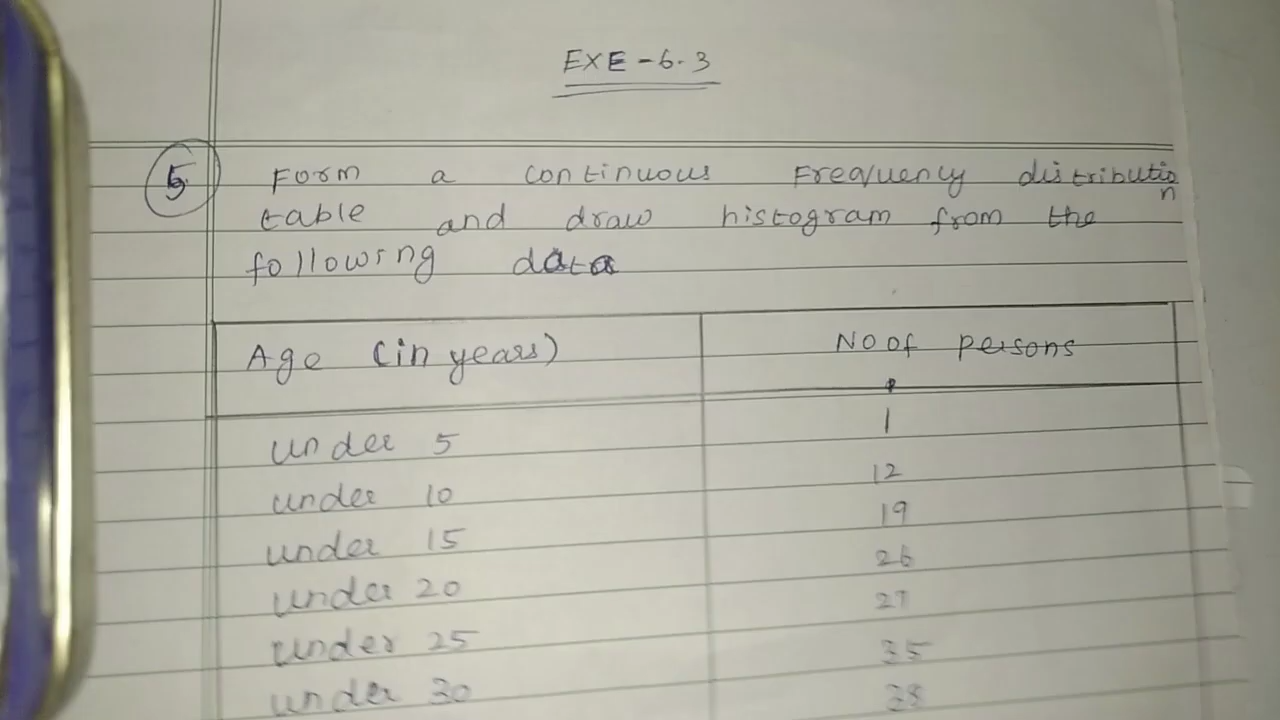 EXE - 6.3
5 Form a continuous Frequency distribution
table and draw histogram from the
following data
Age (in years) No of persons
under 5 1
under 10 12
under 15 19
under 20 26
under 25 27
under 30 35
38